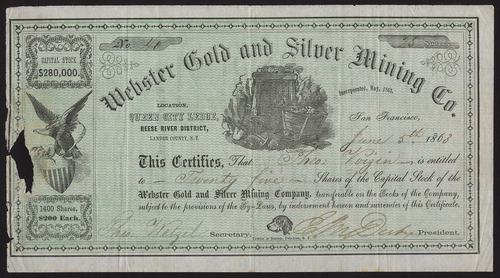 No. 40
25 Shares
CAPITAL STOCK
$280,000.
Webster Gold and Silver Mining Co.
Incorporated, May, 1863.
LOCATION,
QUEEN CITY LEDGE,
REESE RIVER DISTRICT,
LANDER COUNTY, N.T.
San Francisco,
June 5th 1863
This Certifies, That Theo. is entitled
to Twenty five Shares of the Capital Stock of the
Webster Gold and Silver Mining Company, transferable on the Books of the Company,
subject to the provisions of the By-Laws, by indorsement hereon and surrender of this Certificate.
1400 Shares
$200 Each.
Secretary.
President.